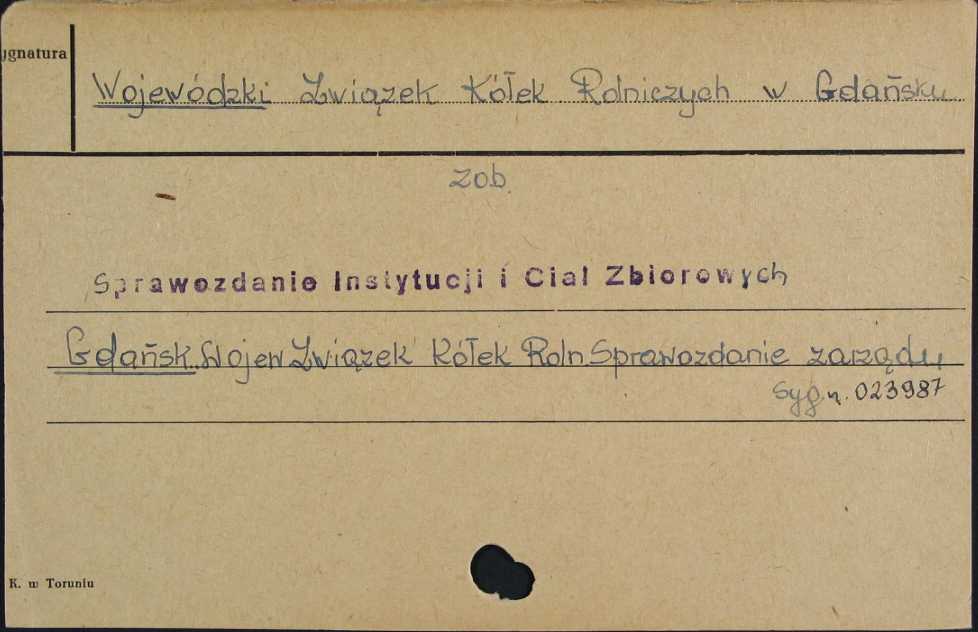 ygnatura
Wojewódzki Związek Kółek Rolniczych w Gdańsku
zob.
Sprawozdanie Instytucji i Ciał Zbiorowych
Gdańsk. Wojew. Związek Kółek Roln. Sprawozdanie zarządu
Sygn. 023987
K. w Toruniu